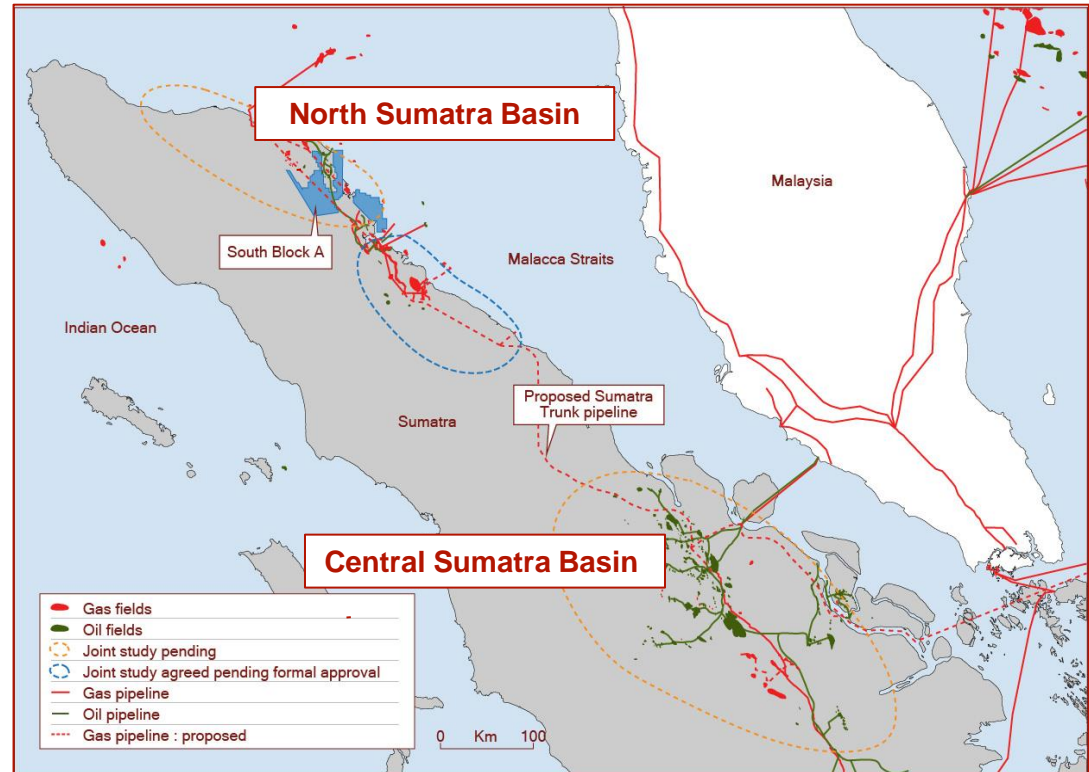 North Sumatra Basin
Malaysia
South Block A
Malacca Straits
Indian Ocean
Proposed Sumatra
Trunk pipeline
Sumatra
Central Sumatra Basin
Gas fields
Oil fields
Joint study pending
Joint study agreed pending formal approval
Gas pipeline
Oil pipeline
Gas pipeline : proposed
0 Km 100